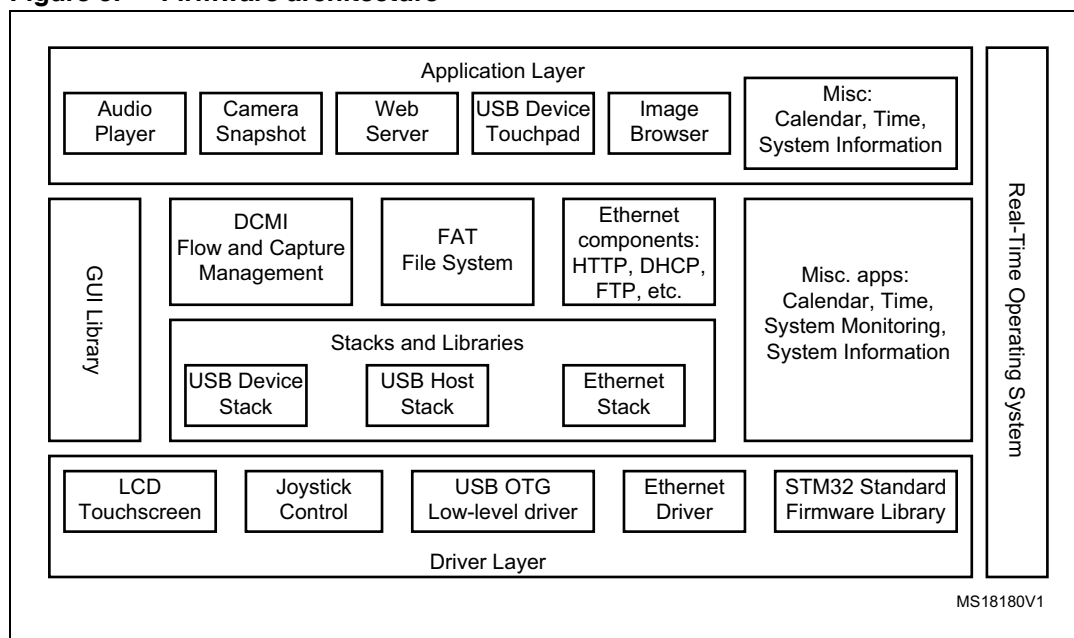 Application Layer
Audio
Player
Camera
Snapshot
Web
Server
USB Device
Touchpad
Image
Browser
Misc:
Calendar, Time,
System Information
GUI Library
DCMI
Flow and Capture
Management
FAT
File System
Ethernet
components:
HTTP, DHCP,
FTP, etc.
Misc. apps:
Calendar, Time,
System Monitoring,
System Information
Stacks and Libraries
USB Device
Stack
USB Host
Stack
Ethernet
Stack
LCD
Touchscreen
Joystick
Control
USB OTG
Low-level driver
Ethernet
Driver
STM32 Standard
Firmware Library
Driver Layer
Real-Time Operating System
MS18180V1